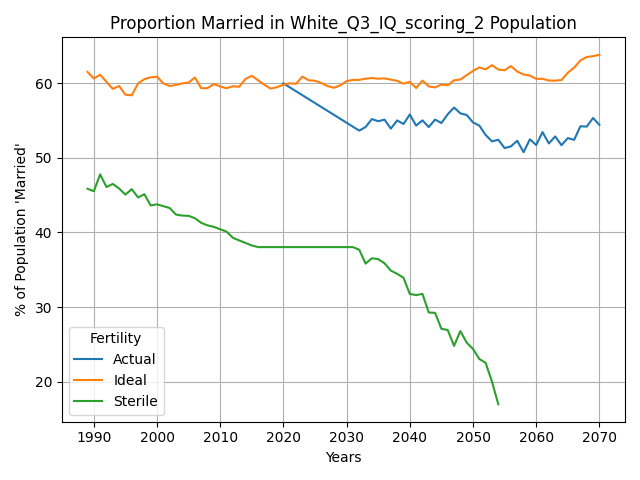 Proportion Married in White_Q3_IQ_scoring_2 Population
% of Population 'Married'
60
50
40
30
20
Fertility
Actual
Ideal
Sterile
1990 2000 2010 2020 2030 2040 2050 2060 2070
Years